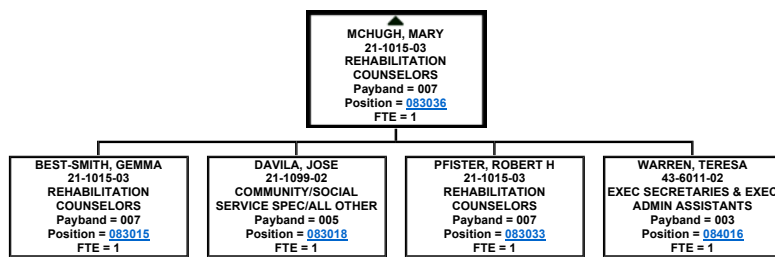 MCHUGH, MARY
21-1015-03
REHABILITATION
COUNSELORS
Payband = 007
Position = 083036
FTE = 1
BEST-SMITH, GEMMA
21-1015-03
REHABILITATION
COUNSELORS
Payband = 007
Position = 083015
FTE = 1
DAVILA, JOSE
21-1099-02
COMMUNITY/SOCIAL
SERVICE SPEC/ALL OTHER
Payband = 005
Position = 083018
FTE = 1
PFISTER, ROBERT H
21-1015-03
REHABILITATION
COUNSELORS
Payband = 007
Position = 083033
FTE = 1
WARREN, TERESA
43-6011-02
EXEC SECRETARIES & EXEC
ADMIN ASSISTANTS
Payband = 003
Position = 084016
FTE = 1